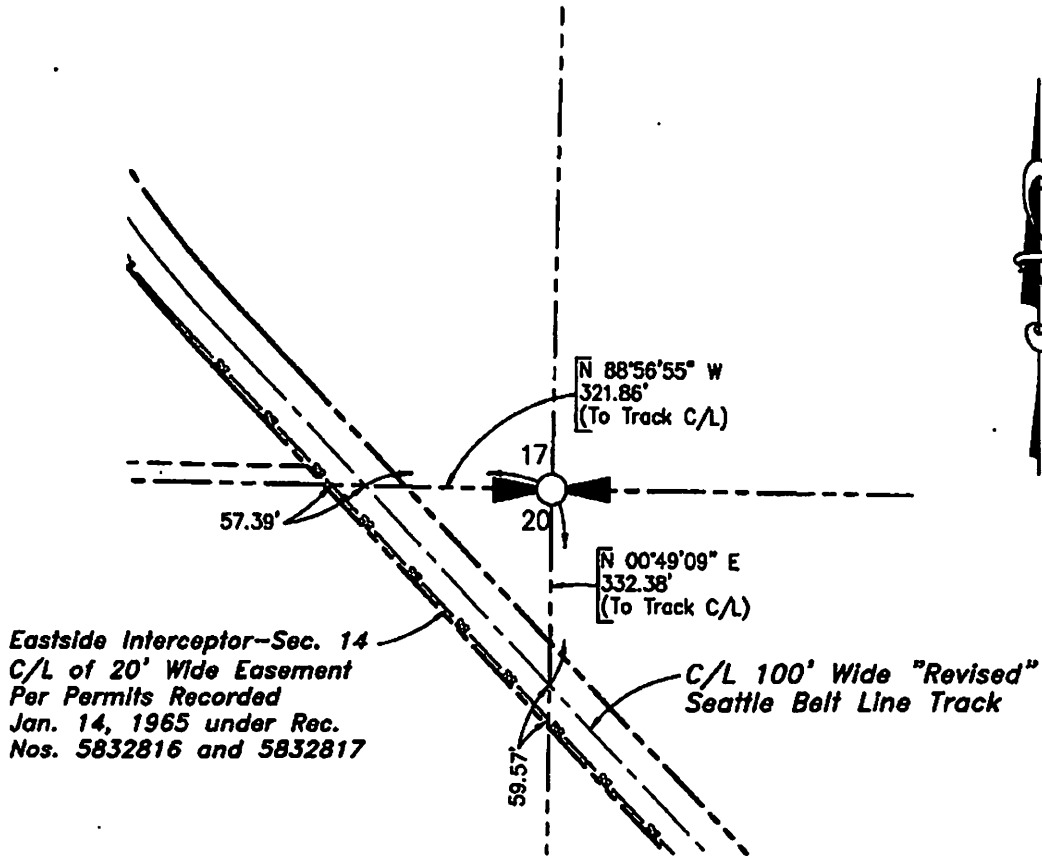 N 88°56'55" W
321.86'
(To Track C/L)
17
20
57.39'
N 00°49'09" E
332.38'
(To Track C/L)
Eastside Interceptor-Sec. 14
C/L of 20' Wide Easement
Per Permits Recorded
Jan. 14, 1965 under Rec.
Nos. 5832816 and 5832817
C/L 100' Wide "Revised"
Seattle Belt Line Track
59.57'